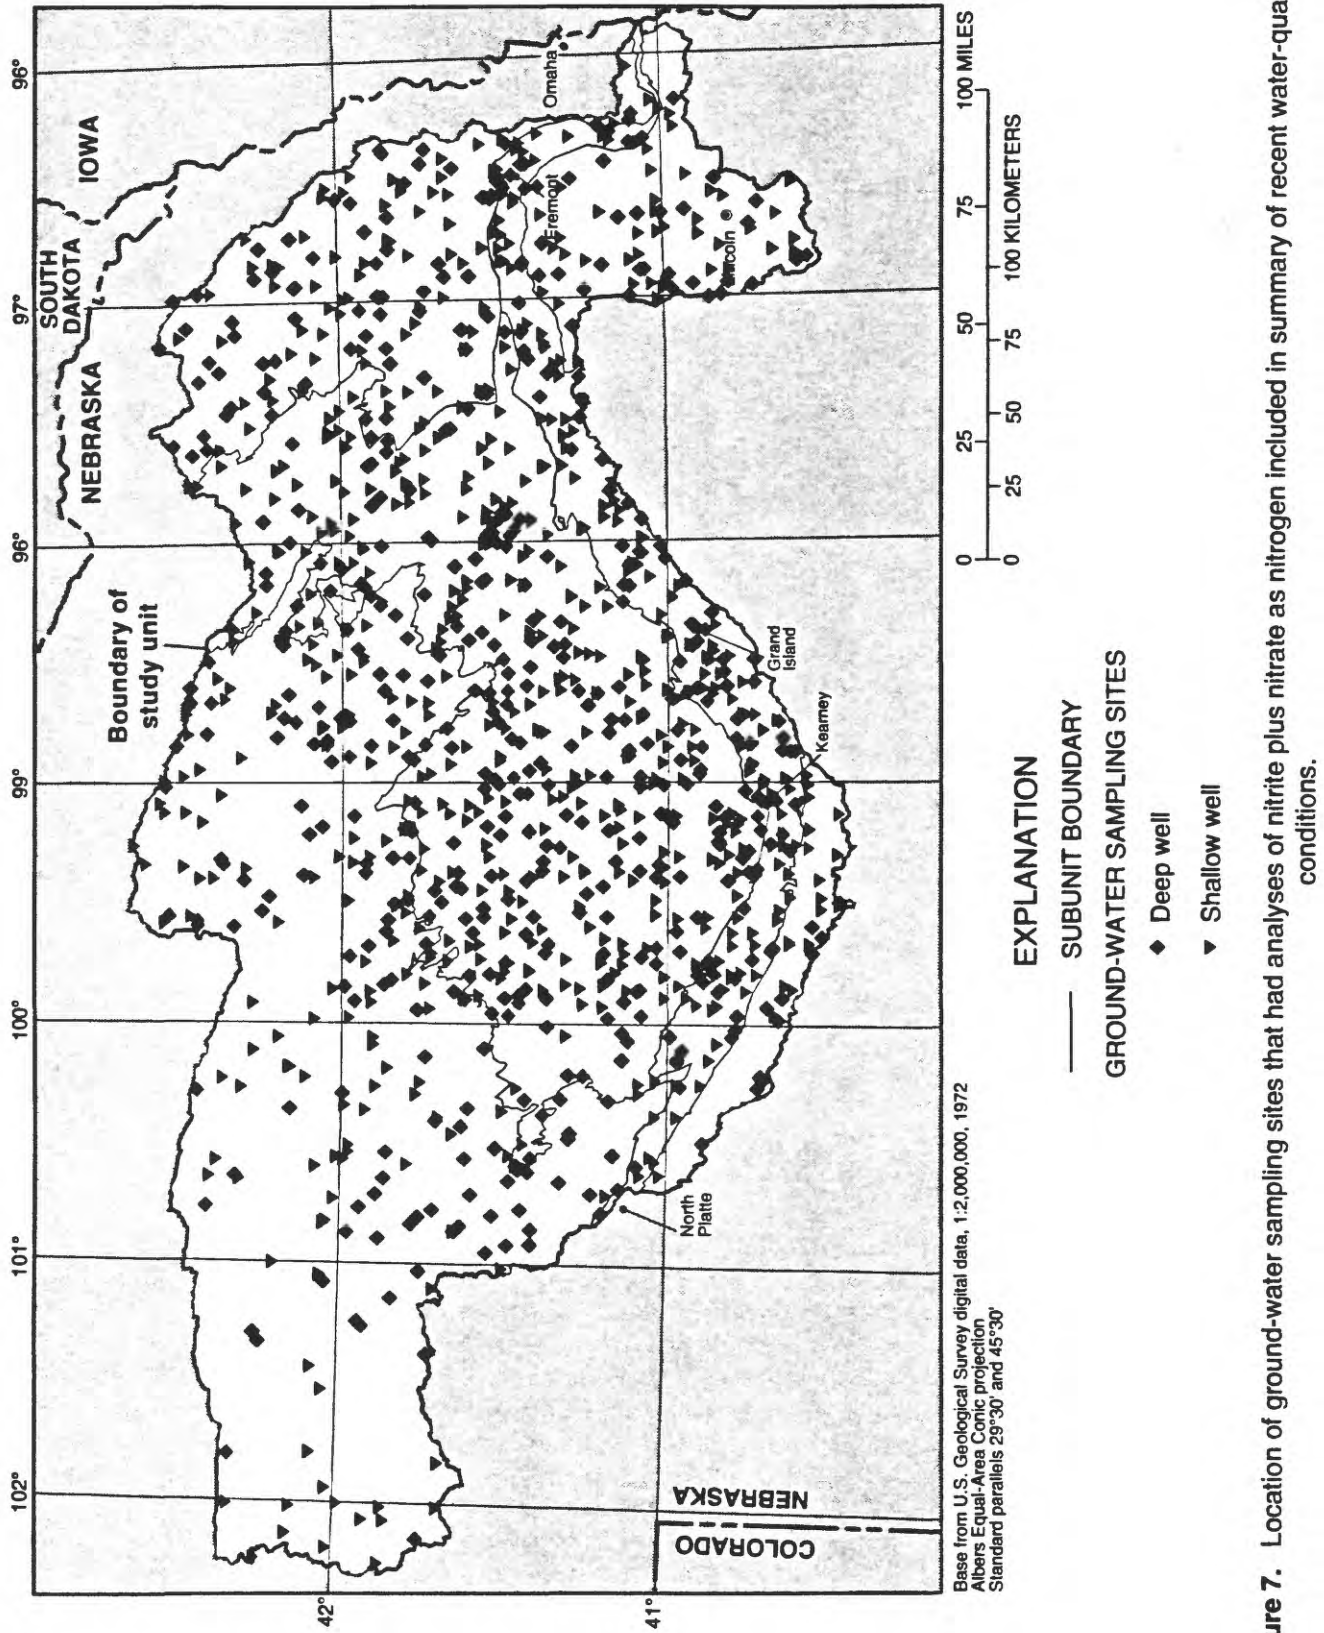 102°
101°
100°
99°
96°
97°
96°
42°
41°
SOUTH
DAKOTA
IOWA
NEBRASKA
Boundary of
study unit
Omaha
Fremont
Lincoln
Grand
Island
Kearney
North
Platte
COLORADO
NEBRASKA
Base from U.S. Geological Survey digital data, 1:2,000,000, 1972
Albers Equal-Area Conic projection
Standard parallels 29°30' and 45°30'
0 25 50 75 100 MILES
0 25 50 75 100 KILOMETERS
EXPLANATION
SUBUNIT BOUNDARY
GROUND-WATER SAMPLING SITES
Deep well
Shallow well
ure 7. Location of ground-water sampling sites that had analyses of nitrite plus nitrate as nitrogen included in summary of recent water-qua
conditions.